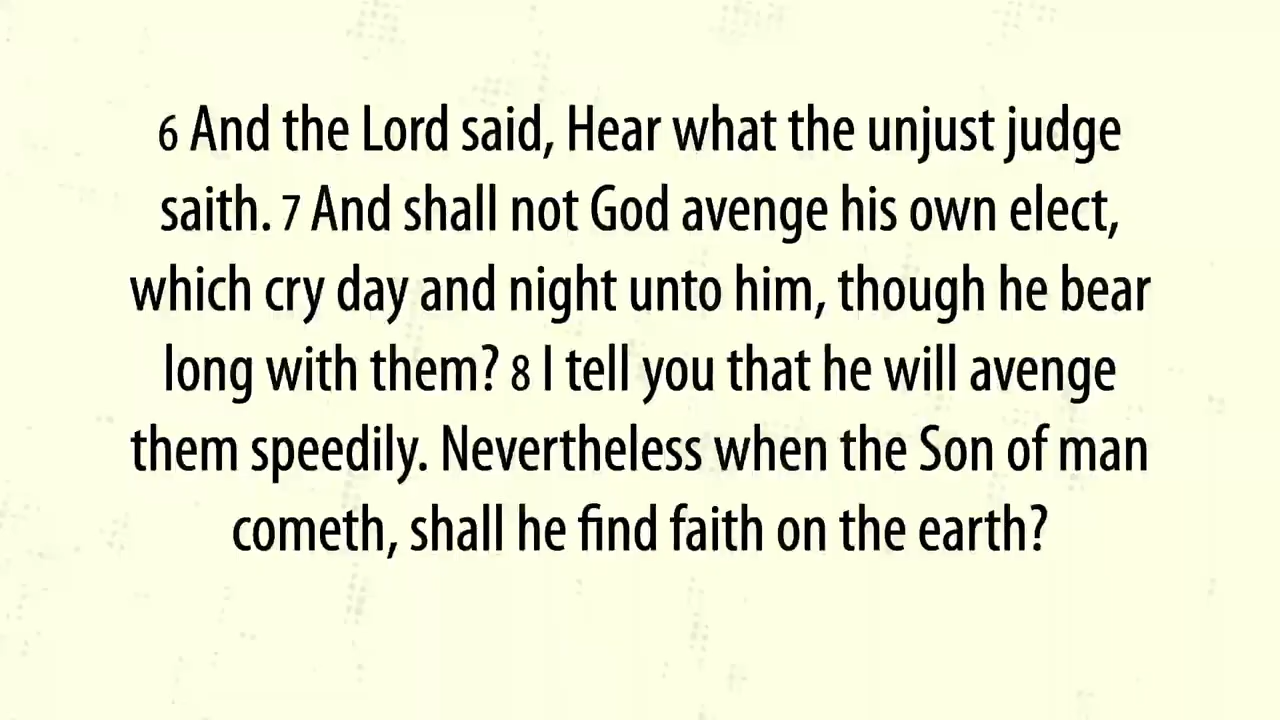 6 And the Lord said, Hear what the unjust judge
saith. 7 And shall not God avenge his own elect,
which cry day and night unto him, though he bear
long with them? 8 I tell you that he will avenge
them speedily. Nevertheless when the Son of man
cometh, shall he find faith on the earth?